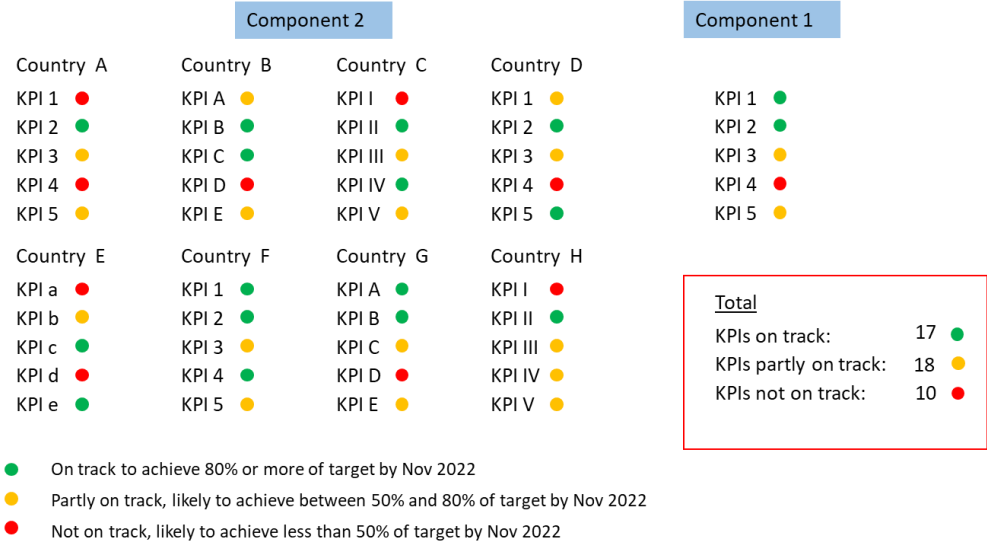 Component 2
Component 1
Country A
Country B
Country C
Country D
KPI 1
KPI A
KPI I
KPI 1
KPI 1
KPI 2
KPI B
KPI II
KPI 2
KPI 2
KPI 3
KPI C
KPI III
KPI 3
KPI 3
KPI 4
KPI D
KPI IV
KPI 4
KPI 4
KPI 5
KPI E
KPI V
KPI 5
KPI 5
Country E
Country F
Country G
Country H
KPI a
KPI 1
KPI A
KPI I
KPI b
KPI 2
KPI B
KPI II
KPI c
KPI 3
KPI C
KPI III
KPI d
KPI 4
KPI D
KPI IV
KPI e
KPI 5
KPI E
KPI V
Total
KPIs on track: 17
KPIs partly on track: 18
KPIs not on track: 10
On track to achieve 80% or more of target by Nov 2022
Partly on track, likely to achieve between 50% and 80% of target by Nov 2022
Not on track, likely to achieve less than 50% of target by Nov 2022